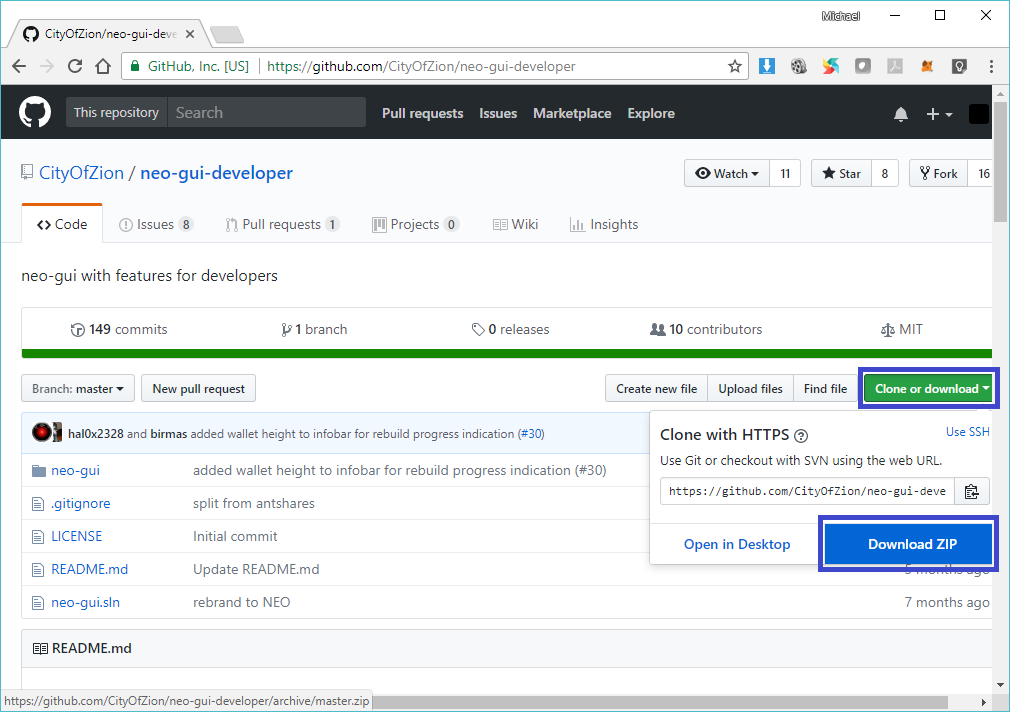 Michael
CityOfZion/neo-gui-deve
GitHub, Inc. [US] https://github.com/CityOfZion/neo-gui-developer
This repository Search Pull requests Issues Marketplace Explore
CityOfZion / neo-gui-developer Watch 11 Star 8 Fork 16
Code Issues 8 Pull requests 1 Projects 0 Wiki Insights
neo-gui with features for developers
149 commits 1 branch 0 releases 10 contributors MIT
Branch: master New pull request Create new file Upload files Find file Clone or download
hal0x2328 and birmas added wallet height to infobar for rebuild progress indication (#30)
Clone with HTTPS ? Use SSH
Use Git or checkout with SVN using the web URL.
https://github.com/CityOfZion/neo-gui-deve
Open in Desktop Download ZIP
neo-gui added wallet height to infobar for rebuild progress indication (#30)
.gitignore split from antshares
LICENSE Initial commit
README.md Update README.md 5 months ago
neo-gui.sln rebrand to NEO 7 months ago
README.md
https://github.com/CityOfZion/neo-gui-developer/archive/master.zip